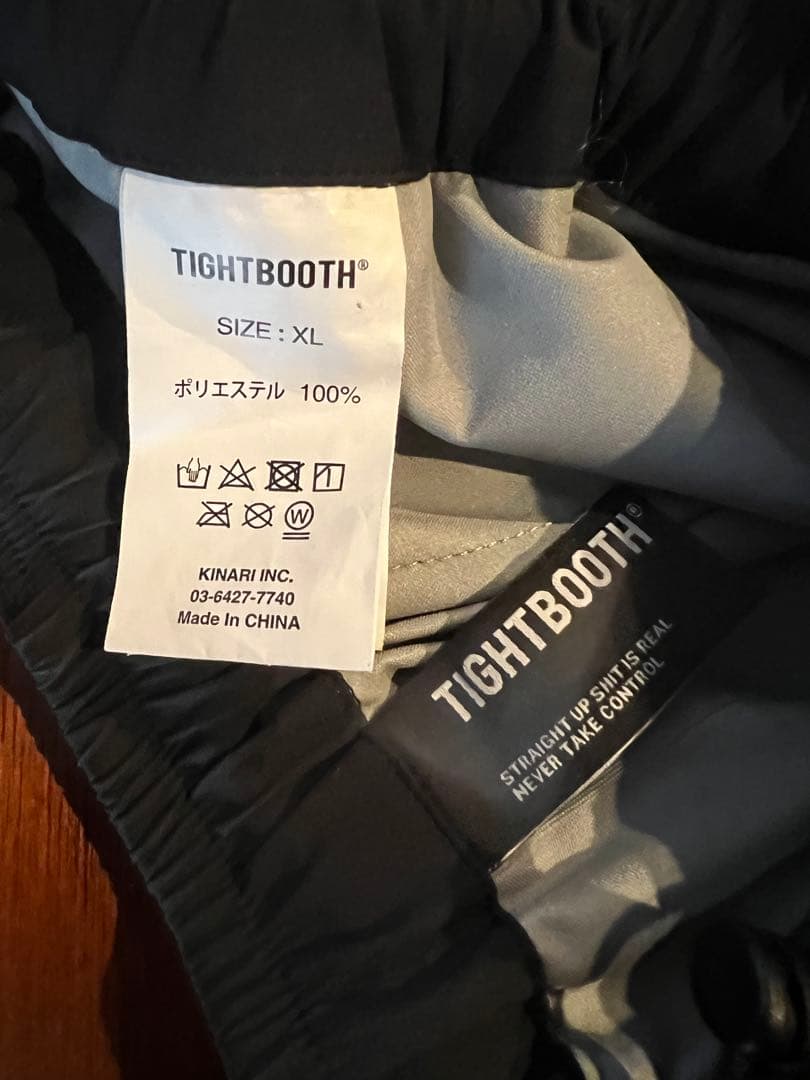 TIGHTBOOTH®
SIZE : XL
ポリエステル 100%
W
KINARI INC.
03-6427-7740
Made In CHINA
TIGHTBOOTH®
STRAIGHT UP SHIT IS REAL
NEVER TAKE CONTROL